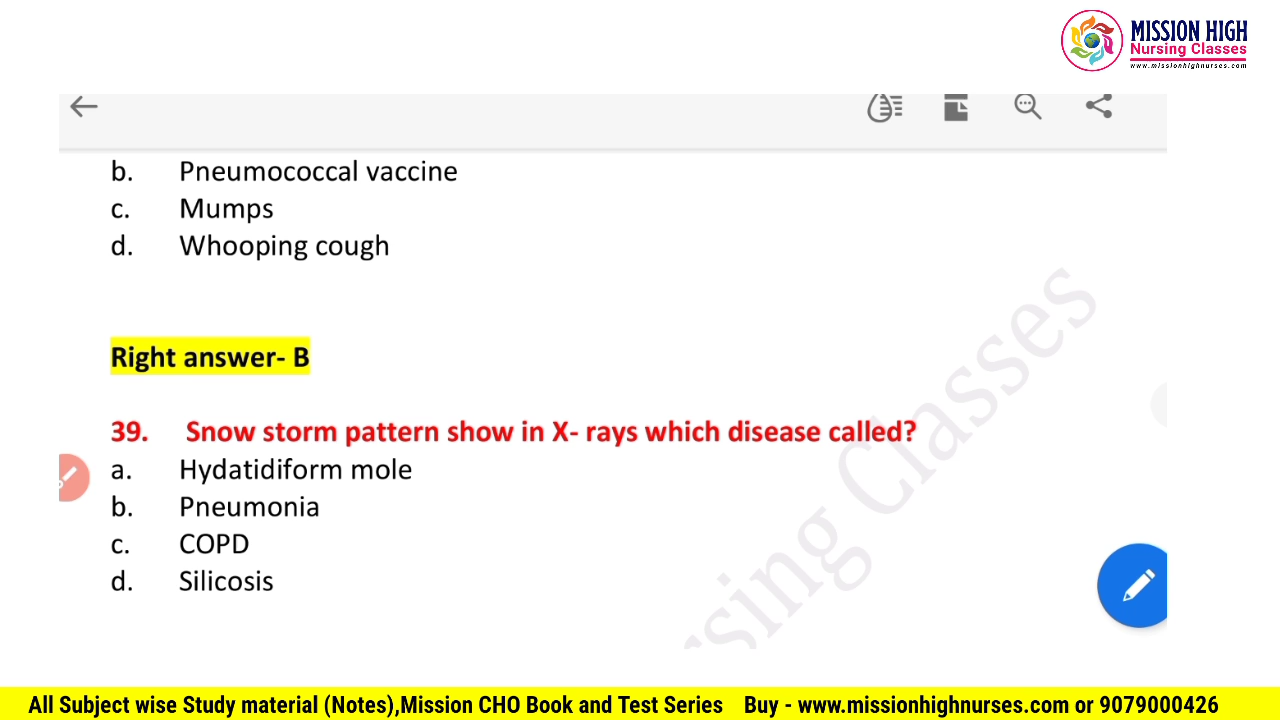 MISSION HIGH
Nursing Classes
www.missionhighnurses.com
b. Pneumococcal vaccine
c. Mumps
d. Whooping cough
Right answer- B
39. Snow storm pattern show in X- rays which disease called?
a. Hydatidiform mole
b. Pneumonia
c. COPD
d. Silicosis
Classes
All Subject wise Study material (Notes),Mission CHO Book and Test Series Buy - www.missionhighnurses.com or 9079000426